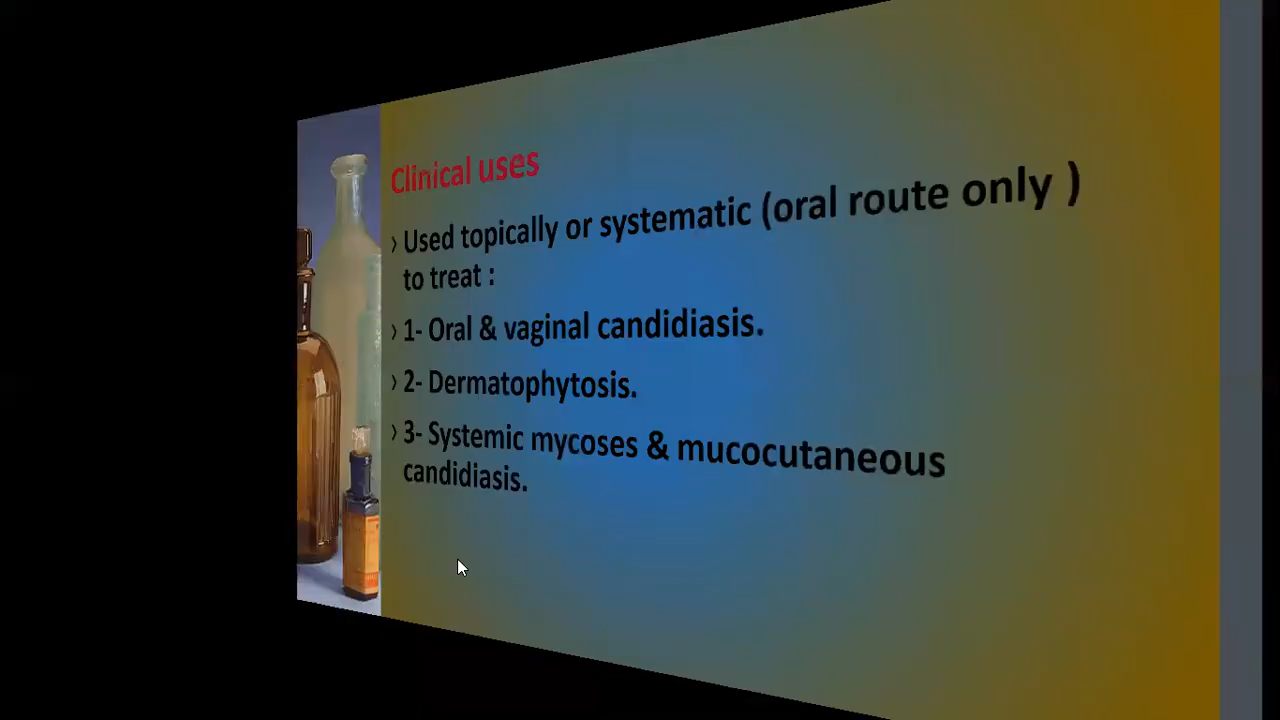 Clinical uses
› Used topically or systematic (oral route only )
to treat :
› 1- Oral & vaginal candidiasis.
› 2- Dermatophytosis.
› 3- Systemic mycoses & mucocutaneous
candidiasis.